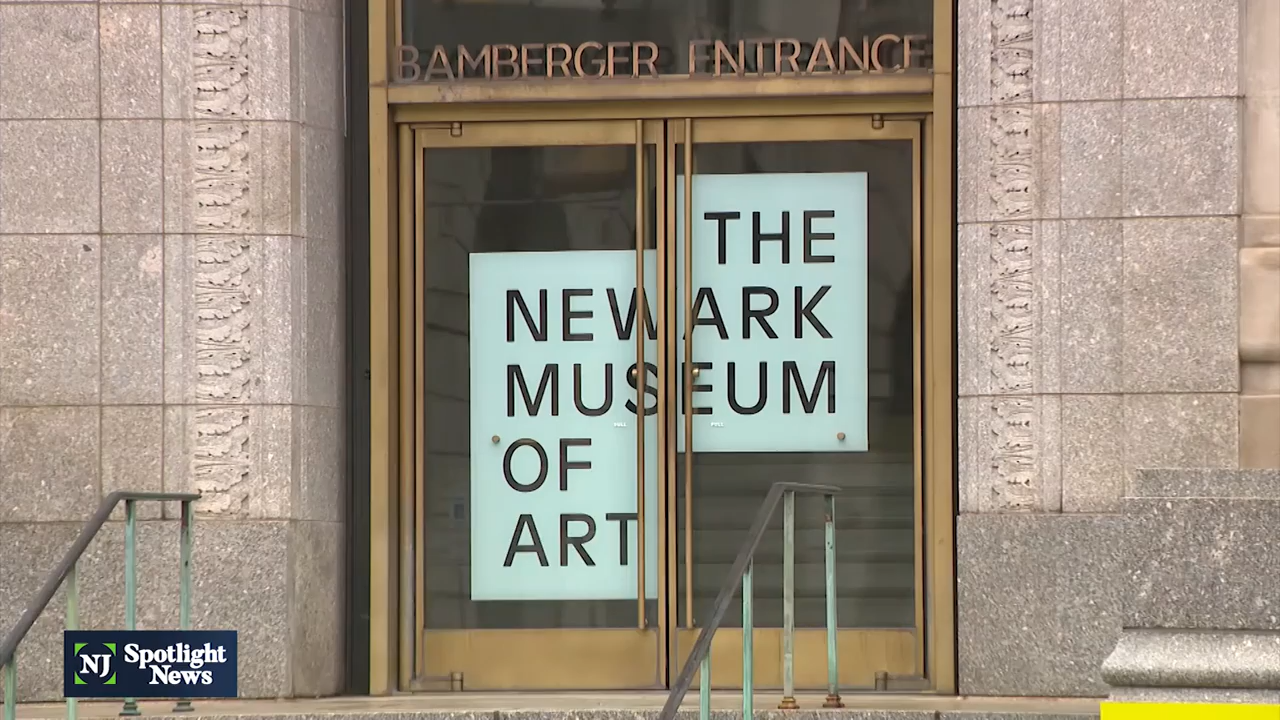 BAMBERGER ENTRANCE
THE
NEWARK
MUSEUM
OF
ART
NJ Spotlight
News